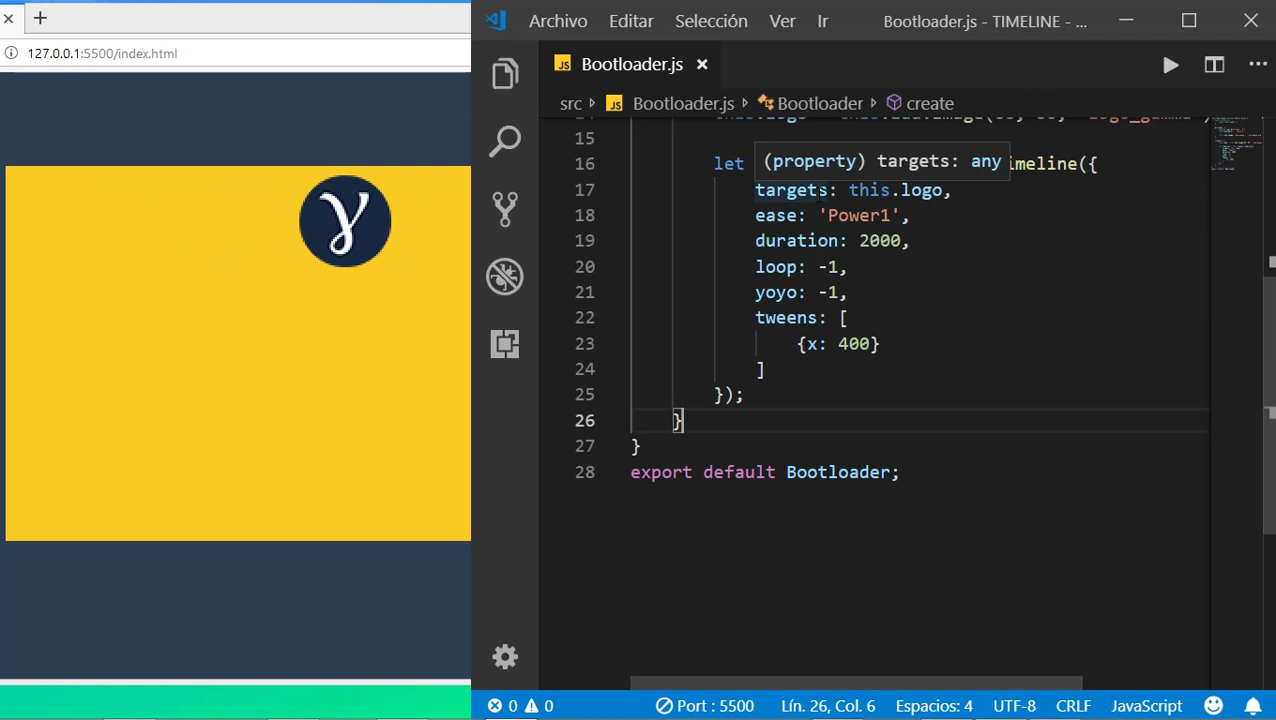 127.0.0.1:5500/index.html
γ
Archivo Editar Selección Ver Ir Bootloader.js - TIMELINE - ...
JS Bootloader.js
src > JS Bootloader.js > Bootloader > create
15
16 let imeline({
(property) targets: any
17 targets: this.logo,
18 ease: 'Power1',
19 duration: 2000,
20 loop: -1,
21 yoyo: -1,
22 tweens: [
23 {x: 400}
24 ]
25 });
26 }
27 }
28 export default Bootloader;
0 0 Port : 5500 Lín. 26, Col. 6 Espacios: 4 UTF-8 CRLF JavaScript